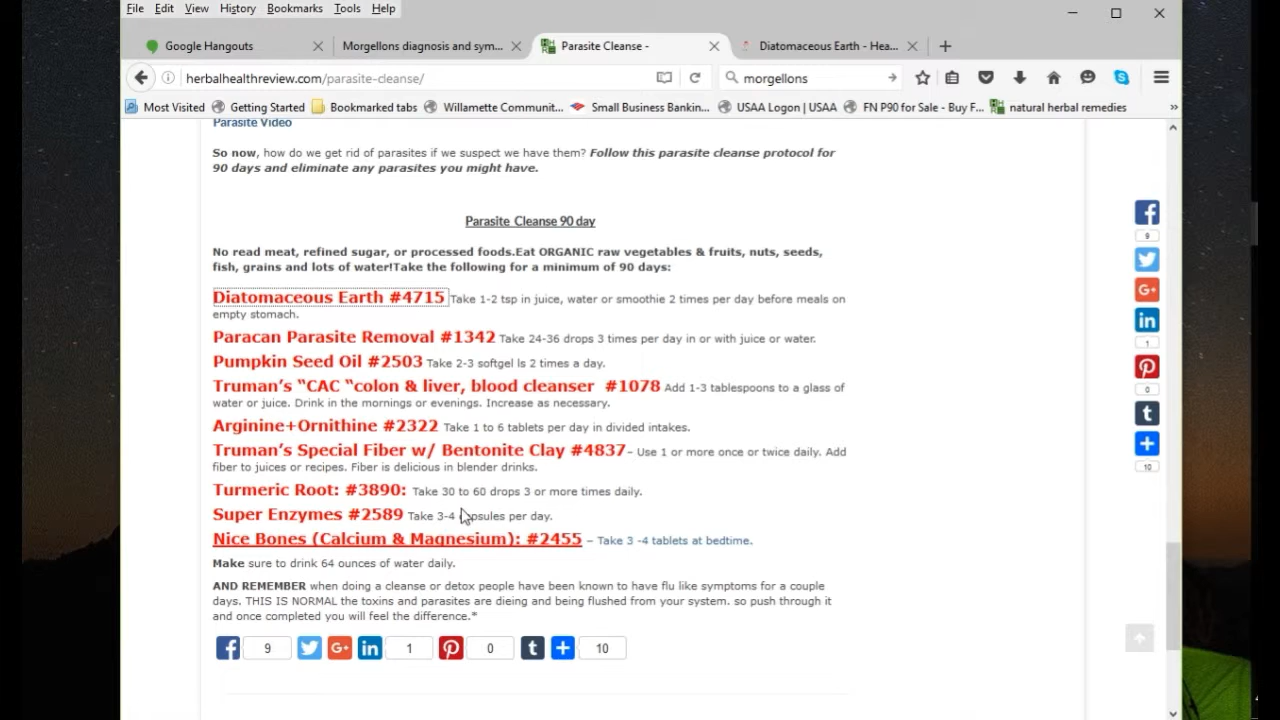 File Edit View History Bookmarks Tools Help
Google Hangouts
Morgellons diagnosis and sym...
Parasite Cleanse -
Diatomaceous Earth - Hea...
herbalhealthreview.com/parasite-cleanse/
morgellons
Most Visited Getting Started Bookmarked tabs Willamette Communit... Small Business Bankin... USAA Logon | USAA FN P90 for Sale - Buy F... natural herbal remedies »
Parasite Video
So now, how do we get rid of parasites if we suspect we have them? Follow this parasite cleanse protocol for
90 days and eliminate any parasites you might have.
Parasite Cleanse 90 day
No read meat, refined sugar, or processed foods.Eat ORGANIC raw vegetables & fruits, nuts, seeds,
fish, grains and lots of water!Take the following for a minimum of 90 days:
Diatomaceous Earth #4715 Take 1-2 tsp in juice, water or smoothie 2 times per day before meals on
empty stomach.
Paracan Parasite Removal #1342 Take 24-36 drops 3 times per day in or with juice or water.
Pumpkin Seed Oil #2503 Take 2-3 softgel ls 2 times a day.
Truman's “CAC “colon & liver, blood cleanser #1078 Add 1-3 tablespoons to a glass of
water or juice. Drink in the mornings or evenings. Increase as necessary.
Arginine+Ornithine #2322 Take 1 to 6 tablets per day in divided intakes.
Truman's Special Fiber w/ Bentonite Clay #4837– Use 1 or more once or twice daily. Add
fiber to juices or recipes. Fiber is delicious in blender drinks.
Turmeric Root: #3890: Take 30 to 60 drops 3 or more times daily.
Super Enzymes #2589 Take 3-4 capsules per day.
Nice Bones (Calcium & Magnesium): #2455 – Take 3 -4 tablets at bedtime.
Make sure to drink 64 ounces of water daily.
AND REMEMBER when doing a cleanse or detox people have been known to have flu like symptoms for a couple
days. THIS IS NORMAL the toxins and parasites are dieing and being flushed from your system. so push through it
and once completed you will feel the difference.*
9 1 0 10
9
1
0
10